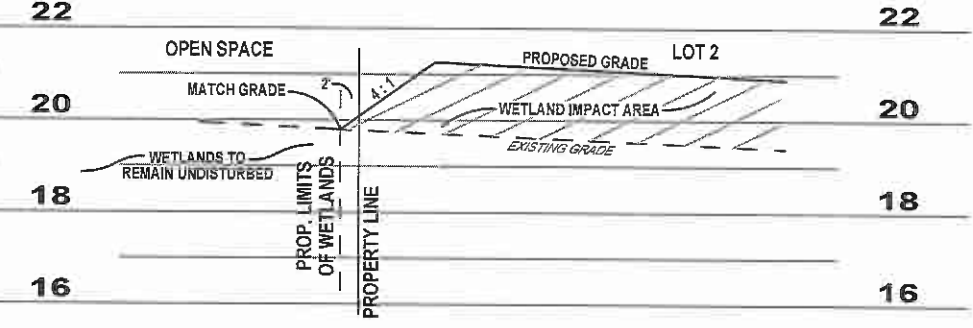 22
22
OPEN SPACE
LOT 2
PROPOSED GRADE
2'
4:1
MATCH GRADE
20
20
WETLAND IMPACT AREA
EXISTING GRADE
WETLANDS TO
REMAIN UNDISTURBED
18
18
PROP. LIMITS
OF WETLANDS
PROPERTY LINE
16
16